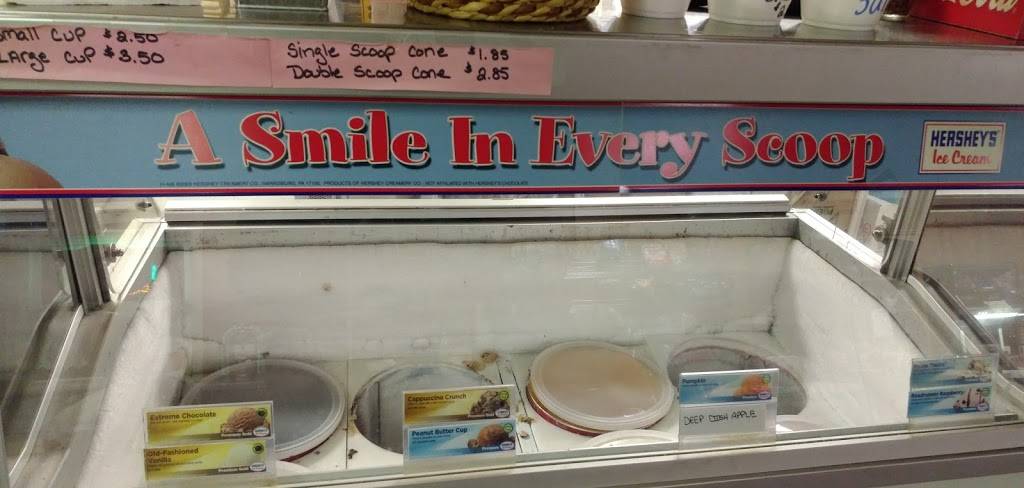 Small Cup $2.50
Large Cup $3.50
Single Scoop Cone $1.85
Double Scoop Cone $2.85
A Smile In Every Scoop
HERSHEY'S
Ice Cream
Extreme Chocolate
Old-Fashioned
Vanilla
Cappuccino Crunch
Peanut Butter Cup
Pumpkin
DEEP DISH APPLE
Raspberry